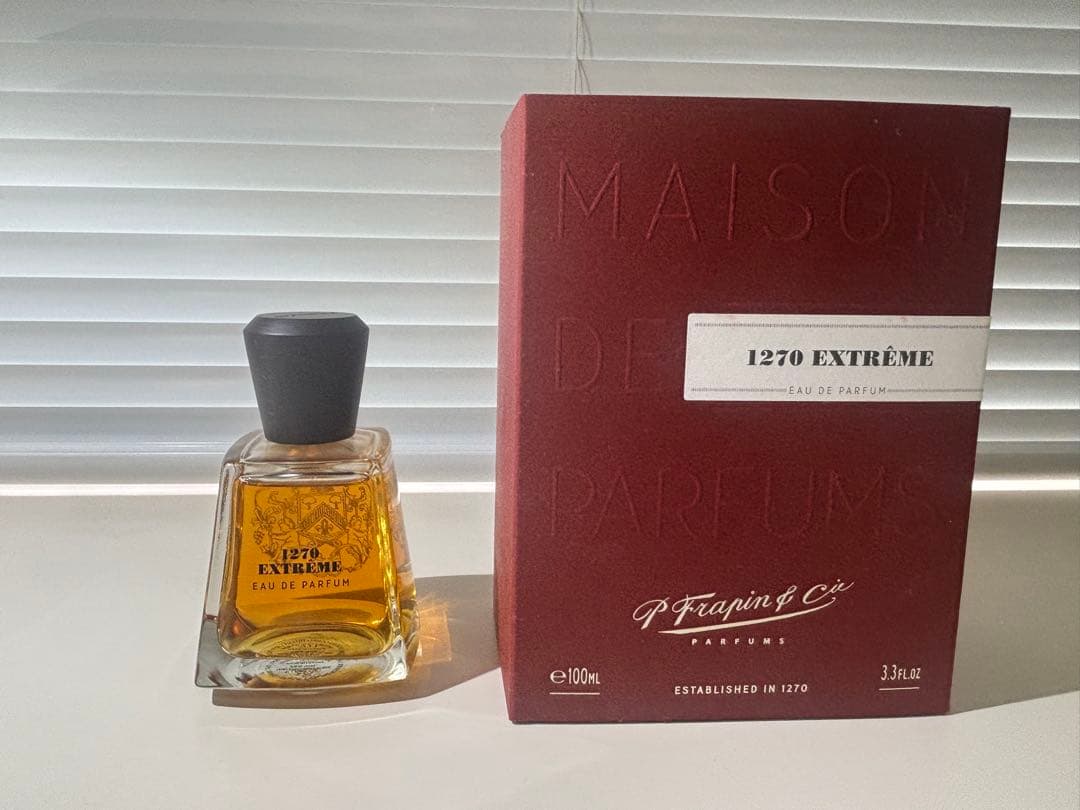 1270
EXTRÊME
EAU DE PARFUM
MAISON
DE
PARFUMS
1270 EXTRÊME
EAU DE PARFUM
P Frapin & Cie
PARFUMS
e100ML
ESTABLISHED IN 1270
3.3FL.OZ